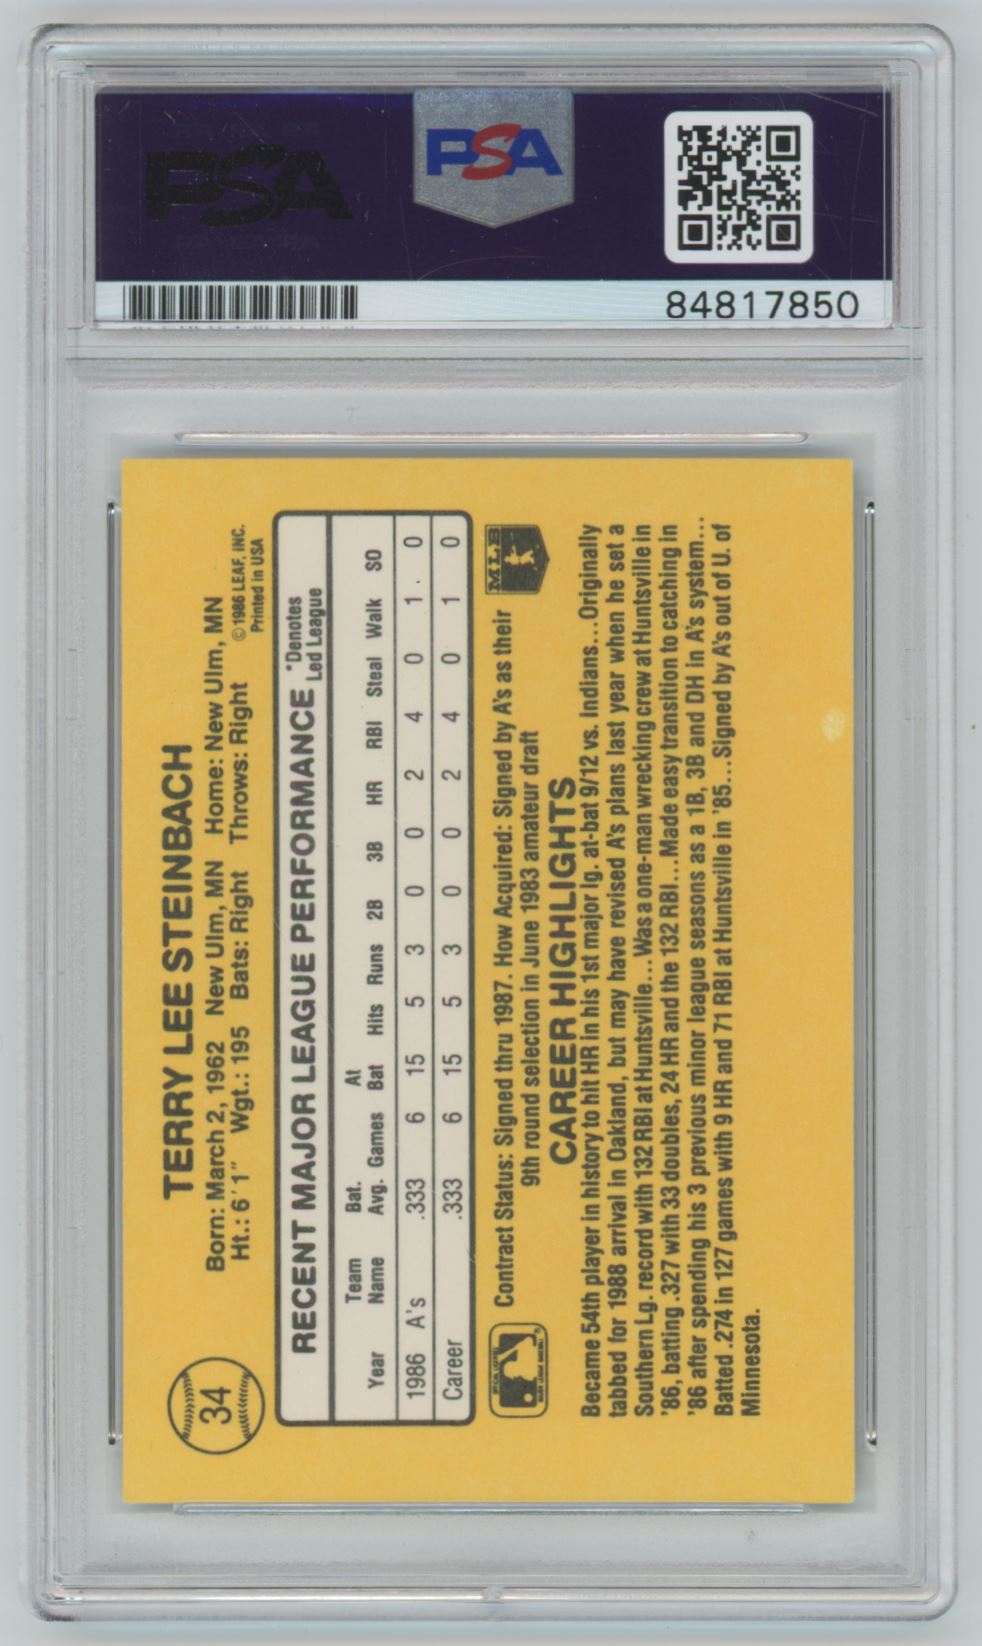 PSA
PSA
84817850
34
TERRY LEE STEINBACH
Born: March 2, 1962 New Ulm, MN Home: New Ulm, MN
Ht.: 6'1" Wgt.: 195 Bats: Right Throws: Right
© 1986 LEAF, INC.
Printed in USA
RECENT MAJOR LEAGUE PERFORMANCE *Denotes Led League
Year Team Name Bat. Avg. Games At Bat Hits Runs 2B 3B HR RBI Steal Walk SO
1986 A's .333 6 15 5 3 0 0 2 4 0 1 0
Career .333 6 15 5 3 0 0 2 4 0 1 0
Contract Status: Signed thru 1987. How Acquired: Signed by A's as their
9th round selection in June 1983 amateur draft
MLB
CAREER HIGHLIGHTS
Became 54th player in history to hit HR in his 1st major lg. at-bat 9/12 vs. Indians...Originally
tabbed for 1988 arrival in Oakland, but may have revised A's plans last year when he set a
Southern Lg. record with 132 RBI at Huntsville...Was a one-man wrecking crew at Huntsville in
'86, batting .327 with 33 doubles, 24 HR and the 132 RBI...Made easy transition to catching in
'86 after spending his 3 previous minor league seasons as a 1B, 3B and DH in A's system...
Batted .274 in 127 games with 9 HR and 71 RBI at Huntsville in '85...Signed by A's out of U. of
Minnesota.